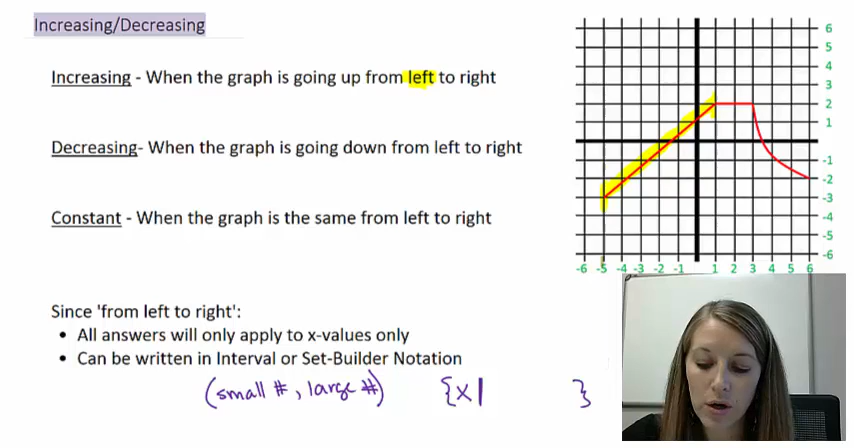 Increasing/Decreasing
Increasing - When the graph is going up from left to right
Decreasing- When the graph is going down from left to right
Constant - When the graph is the same from left to right
Since 'from left to right':
• All answers will only apply to x-values only
• Can be written in Interval or Set-Builder Notation
(small #, large #) {x| }
6
5
4
3
2
1
-1
-2
-3
-4
-5
-6
-6 -5 -4 -3 -2 -1 1 2 3 4 5 6